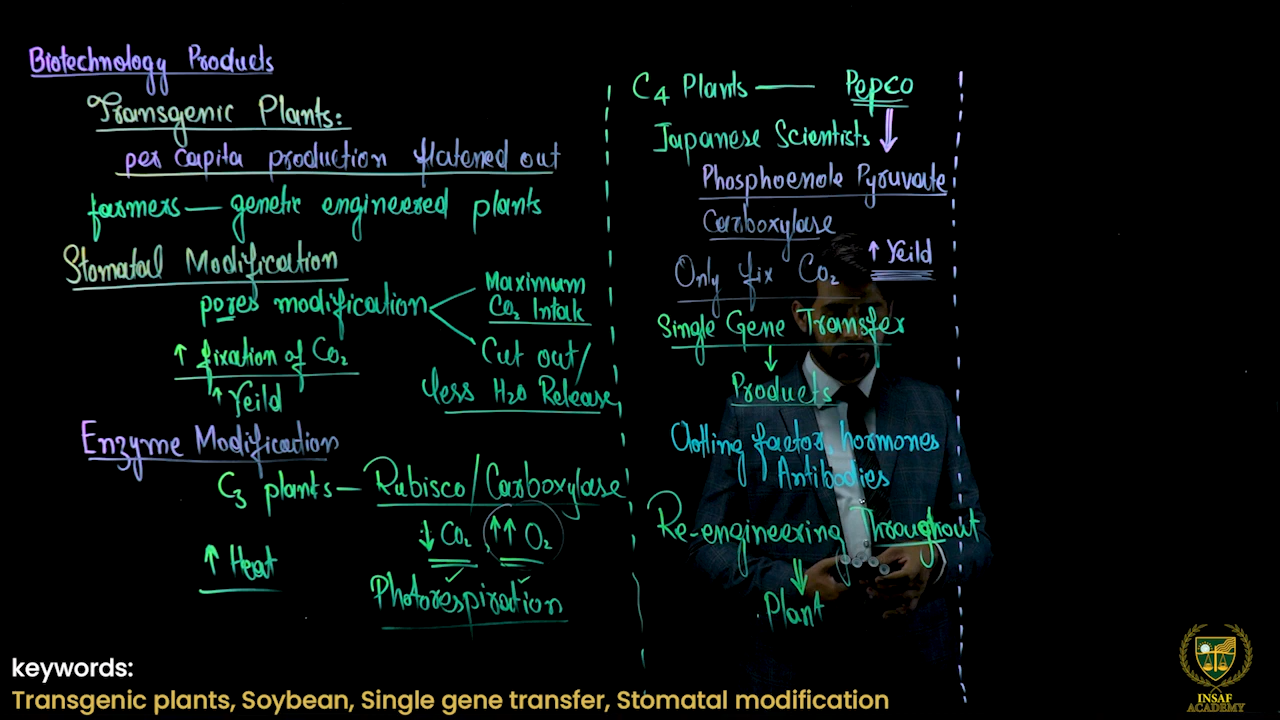 Biotechnology Products
Transgenic Plants:
per capita production flatened out
farmers — genetic engineered plants
Stomatal Modification
pores modification
Maximum
CO₂ Intak
Cut out/
less H₂O Release
↑ fixation of CO₂
↑ Yeild
Enzyme Modification
C₃ plants — Rubisco/Carboxylase
↓ CO₂, ↑↑ O₂
↑ Heat
Photorespiration
C₄ Plants — Pepco
Japanese Scientists
Phosphoenole Pyruvate
Carboxylase
↑ Yeild
Only fix CO₂
Single Gene Transfer
↓
Products
Clotting factor, hormones
Antibodies
Re-engineering Throughout
Plant
keywords:
Transgenic plants, Soybean, Single gene transfer, Stomatal modification
INSAF
ACADEMY